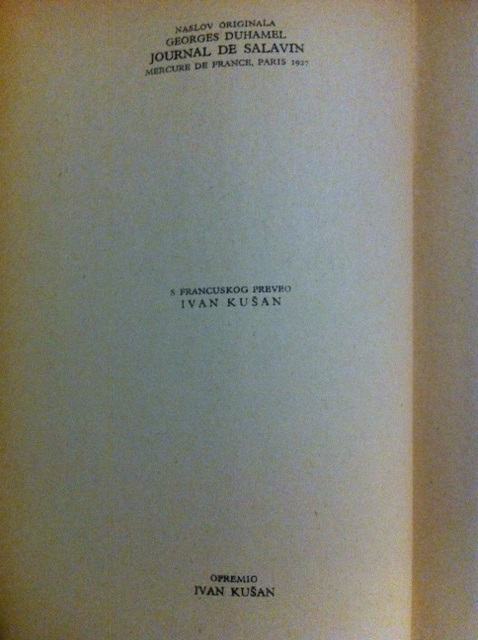 NASLOV ORIGINALA
GEORGES DUHAMEL
JOURNAL DE SALAVIN
MERCURE DE FRANCE, PARIS 1927
S FRANCUSKOG PREVEO
IVAN KUŠAN
OPREMIO
IVAN KUŠAN